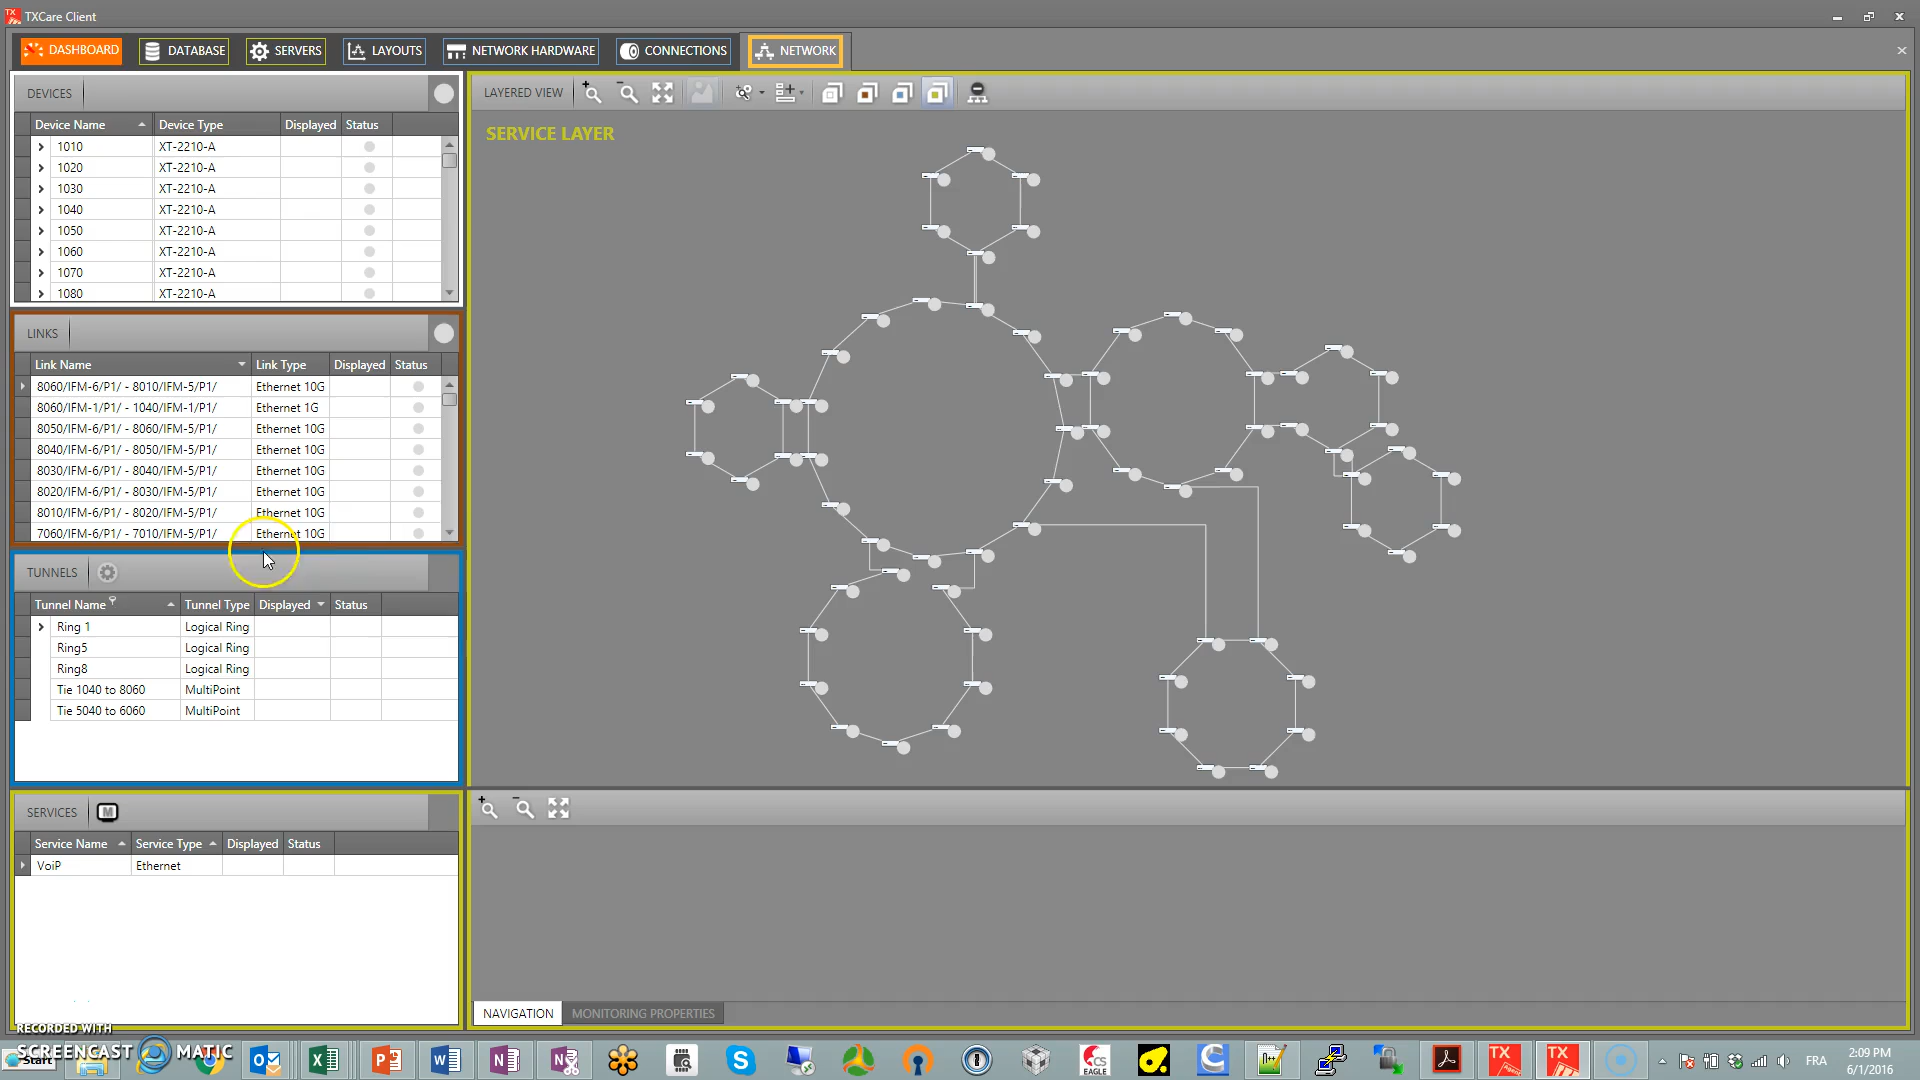 TXCare Client
DASHBOARD DATABASE SERVERS LAYOUTS NETWORK HARDWARE CONNECTIONS NETWORK
DEVICES
Device Name Device Type Displayed Status
1010 XT-2210-A
1020 XT-2210-A
1030 XT-2210-A
1040 XT-2210-A
1050 XT-2210-A
1060 XT-2210-A
1070 XT-2210-A
1080 XT-2210-A
LINKS
Link Name Link Type Displayed Status
8060/IFM-6/P1/ - 8010/IFM-5/P1/ Ethernet 10G
8060/IFM-1/P1/ - 1040/IFM-1/P1/ Ethernet 1G
8050/IFM-6/P1/ - 8060/IFM-5/P1/ Ethernet 10G
8040/IFM-6/P1/ - 8050/IFM-5/P1/ Ethernet 10G
8030/IFM-6/P1/ - 8040/IFM-5/P1/ Ethernet 10G
8020/IFM-6/P1/ - 8030/IFM-5/P1/ Ethernet 10G
8010/IFM-6/P1/ - 8020/IFM-5/P1/ Ethernet 10G
7060/IFM-6/P1/ - 7010/IFM-5/P1/ Ethernet 10G
TUNNELS
Tunnel Name Tunnel Type Displayed Status
Ring 1 Logical Ring
Ring5 Logical Ring
Ring8 Logical Ring
Tie 1040 to 8060 MultiPoint
Tie 5040 to 6060 MultiPoint
SERVICES M
Service Name Service Type Displayed Status
VoiP Ethernet
LAYERED VIEW
SERVICE LAYER
NAVIGATION MONITORING PROPERTIES
RECORDED WITH
SCREENCAST MATIC
Start
FRA
2:09 PM
6/1/2016